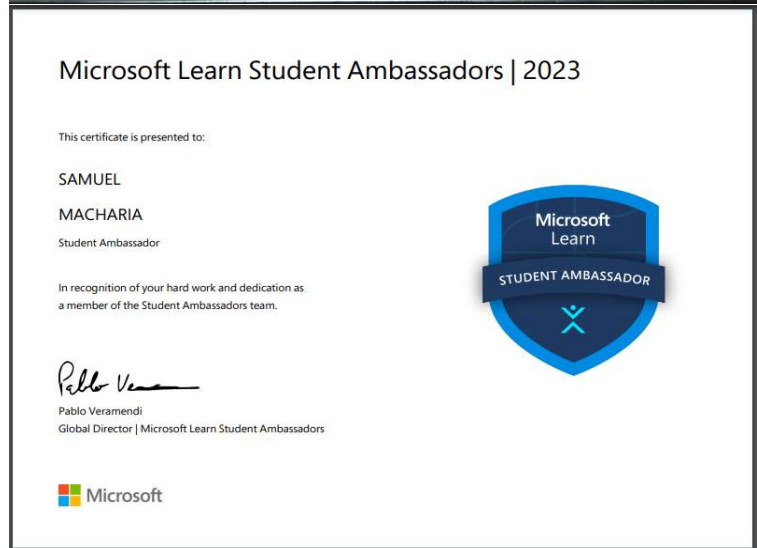 Microsoft Learn Student Ambassadors | 2023
This certificate is presented to:
SAMUEL
MACHARIA
Student Ambassador
In recognition of your hard work and dedication as
a member of the Student Ambassadors team.
Microsoft
Learn
STUDENT AMBASSADOR
Pablo Veramendi
Global Director | Microsoft Learn Student Ambassadors
Microsoft